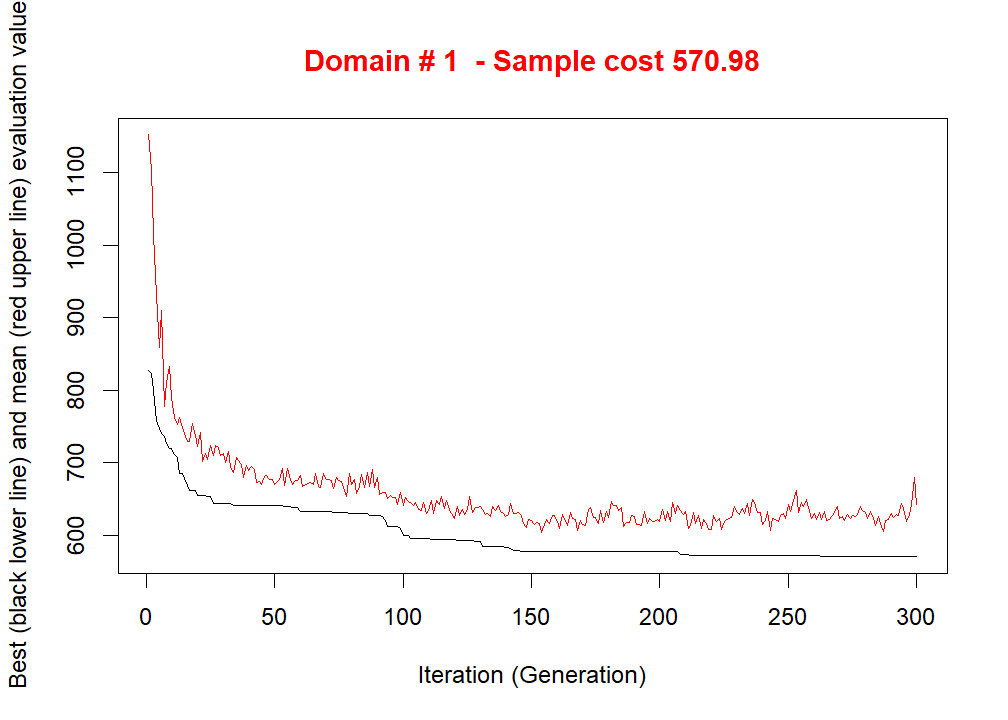 Domain # 1  - Sample cost 570.98
Best (black lower line) and mean (red upper line) evaluation value
1100
1000
900
800
700
600
0 50 100 150 200 250 300
Iteration (Generation)